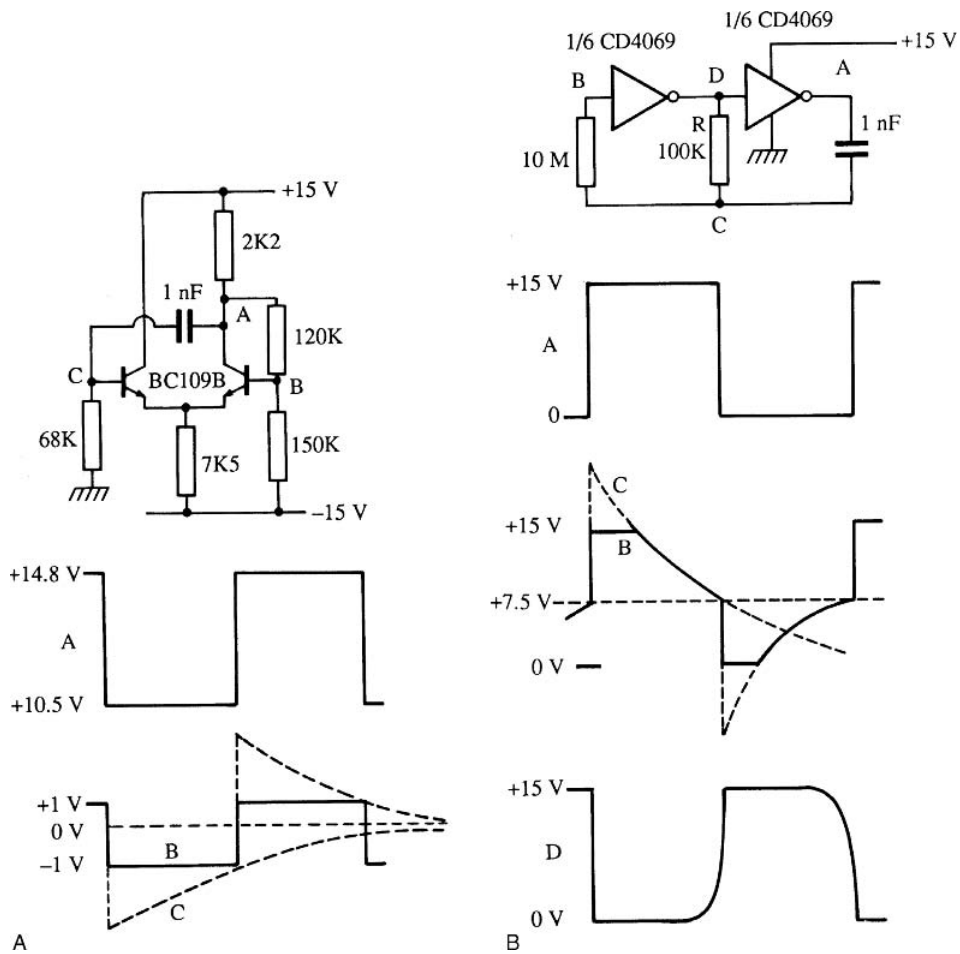 +15 V
2K2
1 nF
A
120K
C
BC109B
B
68K
7K5
150K
–15 V
+14.8 V
A
+10.5 V
+1 V
0 V
–1 V
B
C
A
1/6 CD4069
1/6 CD4069
+15 V
B
D
A
R
10 M
100K
1 nF
C
+15 V
A
0
C
+15 V
B
+7.5 V
0 V
+15 V
D
0 V
B